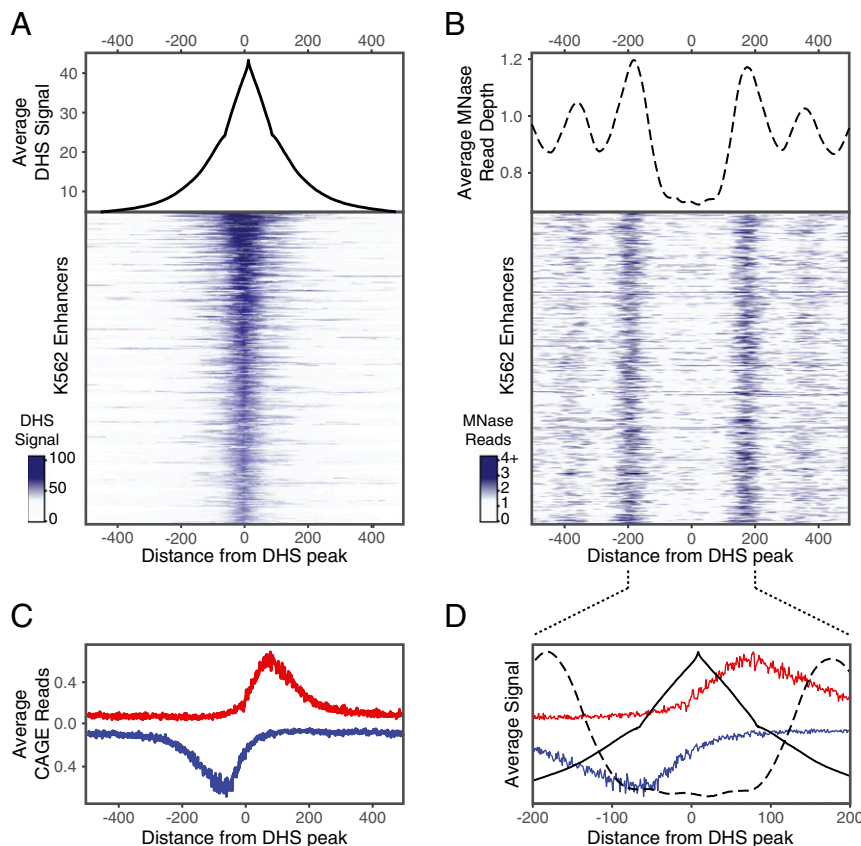 A
-400 -200 0 200 400
Average
DHS Signal
40
30
20
10
K562 Enhancers
DHS
Signal
100
50
0
-400 -200 0 200 400
Distance from DHS peak
B
-400 -200 0 200 400
Average MNase
Read Depth
1.2
1.0
0.8
K562 Enhancers
MNase
Reads
4+
3
2
1
0
-400 -200 0 200 400
Distance from DHS peak
C
Average
CAGE Reads
0.4
0.0
0.4
-400 -200 0 200 400
Distance from DHS peak
D
Average Signal
-200 -100 0 100 200
Distance from DHS peak